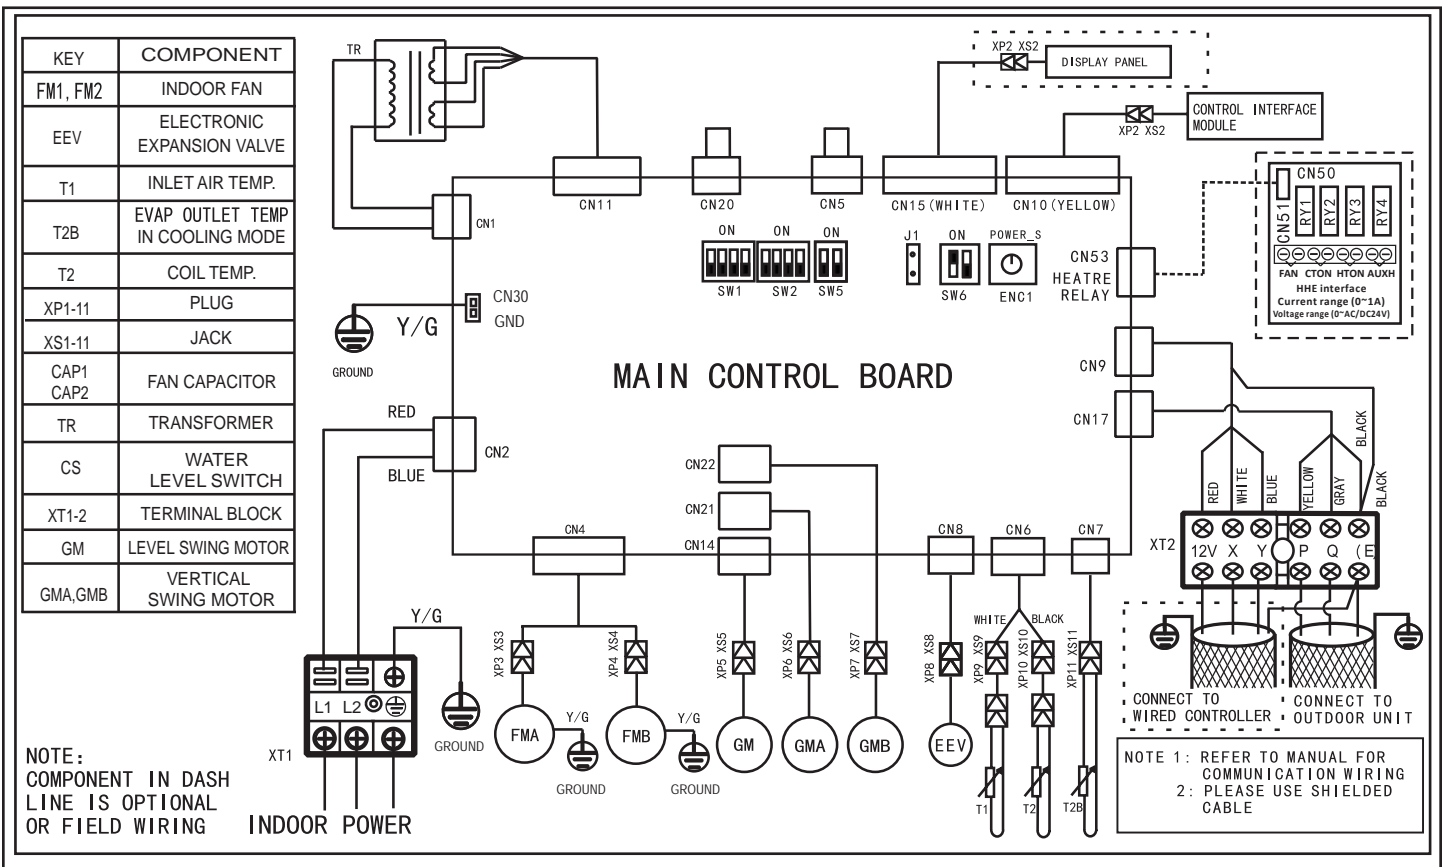 KEY COMPONENT
FM1, FM2 INDOOR FAN
EEV ELECTRONIC
EXPANSION VALVE
T1 INLET AIR TEMP.
T2B EVAP OUTLET TEMP
IN COOLING MODE
T2 COIL TEMP.
XP1-11 PLUG
XS1-11 JACK
CAP1
CAP2 FAN CAPACITOR
TR TRANSFORMER
CS WATER
LEVEL SWITCH
XT1-2 TERMINAL BLOCK
GM LEVEL SWING MOTOR
GMA,GMB VERTICAL
SWING MOTOR
NOTE:
COMPONENT IN DASH
LINE IS OPTIONAL
OR FIELD WIRING
TR
XP2 XS2
DISPLAY PANEL
XP2 XS2
CONTROL INTERFACE
MODULE
CN1
CN11
CN20
CN5
CN15(WHITE)
CN10(YELLOW)
ON
SW1
ON
SW2
ON
SW5
J1
ON
SW6
POWER_S
ENC1
CN53
HEATRE
RELAY
CN50
CN51
RY1
RY2
RY3
RY4
FAN CTON HTON AUXH
HHE interface
Current range (0~1A)
Voltage range (0~AC/DC24V)
CN30
GND
Y/G
GROUND
MAIN CONTROL BOARD
CN9
CN17
RED
BLUE
CN2
CN22
CN21
CN14
CN4
CN8
CN6
CN7
BLACK
RED
WHITE
BLUE
YELLOW
GRAY
BLACK
XT2
12V X Y P Q (E)
CONNECT TO
WIRED CONTROLLER
CONNECT TO
OUTDOOR UNIT
Y/G
GROUND
L1 L2
XT1
INDOOR POWER
XP3 XS3
XP4 XS4
XP5 XS5
XP6 XS6
XP7 XS7
XP8 XS8
WHITE
BLACK
XP9 XS9
XP10 XS10
XP11 XS11
FMA
Y/G
GROUND
FMB
Y/G
GROUND
GM
GMA
GMB
EEV
T1
T2
T2B
NOTE 1: REFER TO MANUAL FOR
COMMUNICATION WIRING
2: PLEASE USE SHIELDED
CABLE